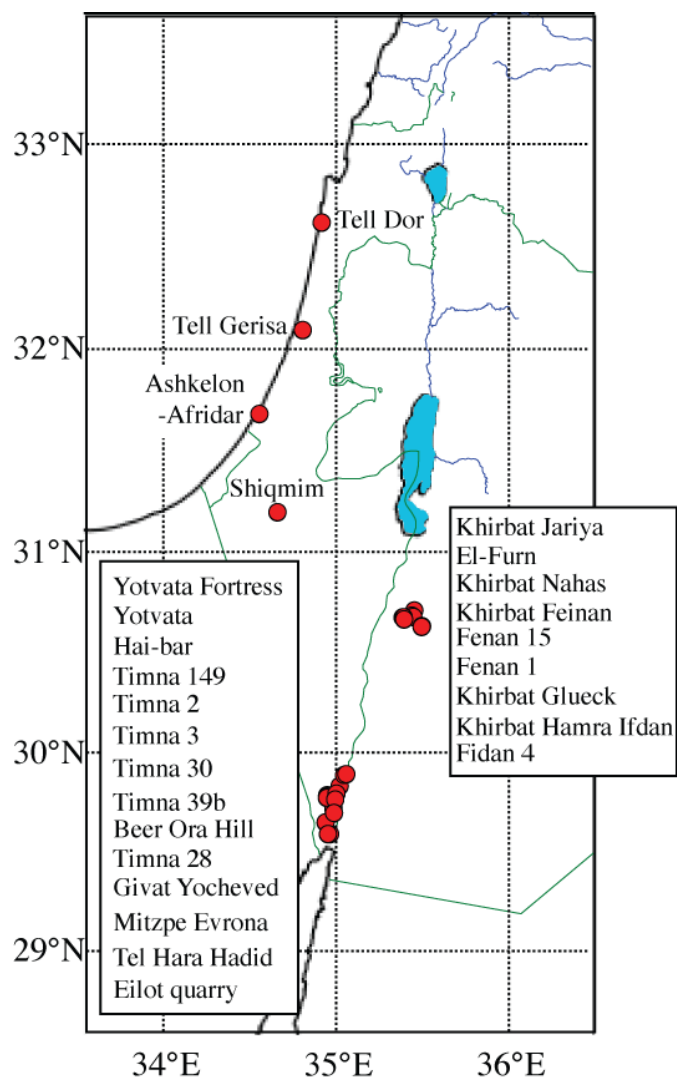 33°N
Tell Dor
Tell Gerisa
32°N
Ashkelon
-Afridar
Shiqmim
31°N
Khirbat Jariya
El-Furn
Khirbat Nahas
Khirbat Feinan
Fenan 15
Fenan 1
Khirbat Glueck
Khirbat Hamra Ifdan
Fidan 4
Yotvata Fortress
Yotvata
Hai-bar
Timna 149
Timna 2
Timna 3
Timna 30
Timna 39b
Beer Ora Hill
Timna 28
Givat Yocheved
Mitzpe Evrona
Tel Hara Hadid
Eilot quarry
30°N
29°N
34°E
35°E
36°E